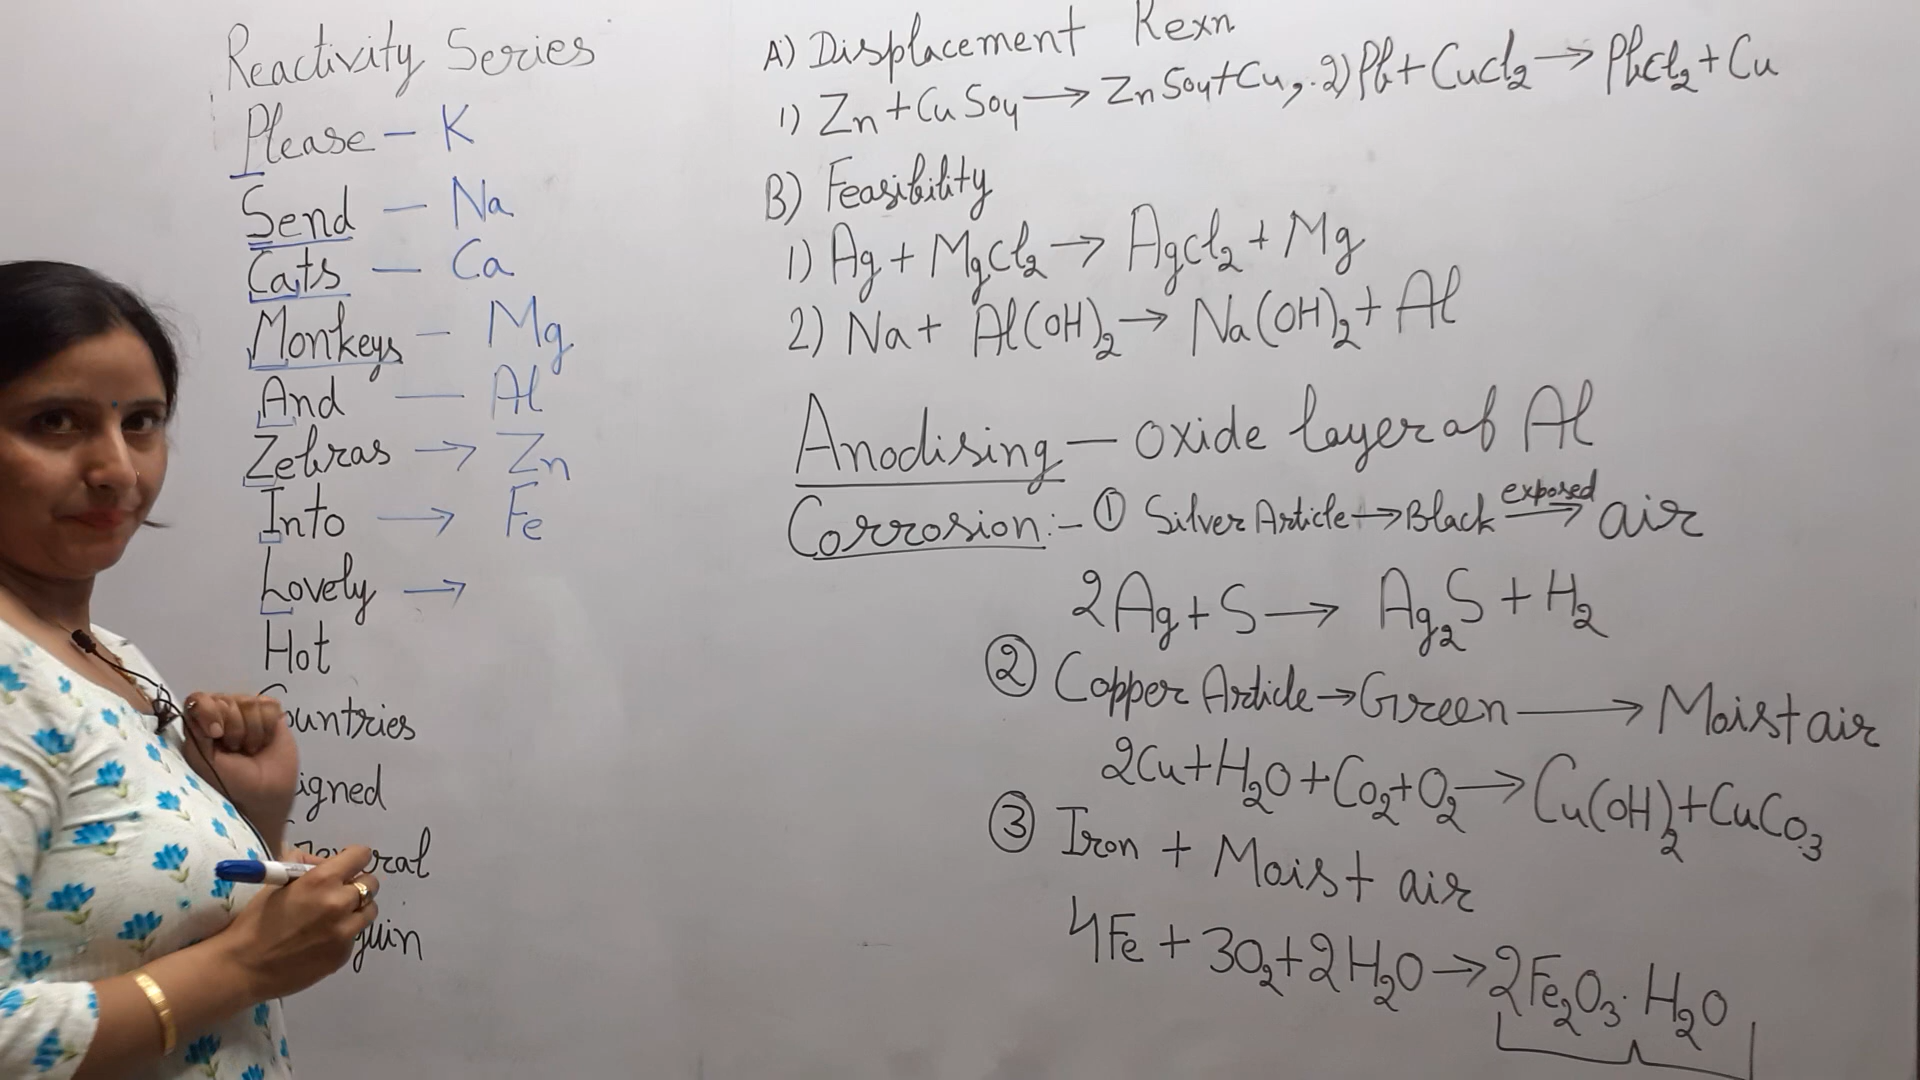 Reactivity Series
Please – K
Send – Na
Cats – Ca
Monkeys – Mg
And – Al
Zebras → Zn
Into → Fe
Lovely →
Hot
ountries
igned
eral
guin
A) Displacement Rexn
1) Zn + CuSo4 → ZnSo4 + Cu, 2) Pb + CuCl2 → PbCl2 + Cu
B) Feasibility
1) Ag + MgCl2 → AgCl2 + Mg
2) Na + Al(OH)2 → Na(OH)2 + Al
Anodising – oxide layer of Al
Corrosion:- ① Silver Article → Black exposed → air
2Ag + S → Ag2S + H2
② Copper Article → Green → Moist air
2Cu + H2O + Co2 + O2 → Cu(OH)2 + CuCo3
③ Iron + Moist air
4Fe + 3O2 + 2H2O → 2Fe2O3·H2O